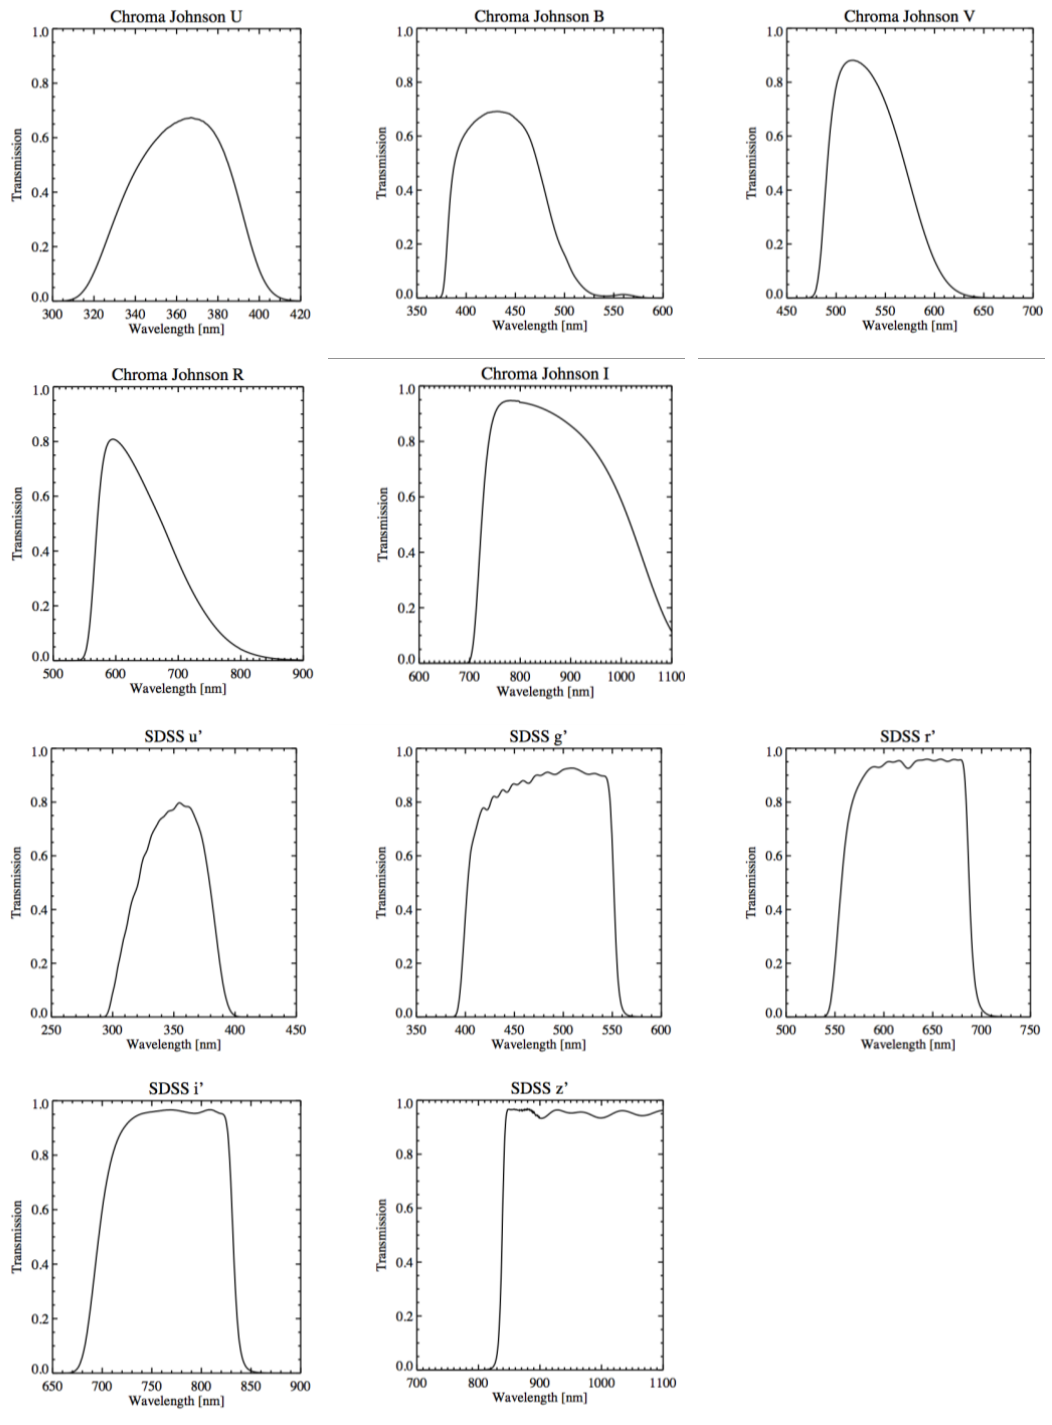 Chroma Johnson U
1.0
0.8
0.6
0.4
0.2
0.0
Transmission
300 320 340 360 380 400 420
Wavelength [nm]
Chroma Johnson B
1.0
0.8
0.6
0.4
0.2
0.0
Transmission
350 400 450 500 550 600
Wavelength [nm]
Chroma Johnson V
1.0
0.8
0.6
0.4
0.2
0.0
Transmission
450 500 550 600 650 700
Wavelength [nm]
Chroma Johnson R
1.0
0.8
0.6
0.4
0.2
0.0
Transmission
500 600 700 800 900
Wavelength [nm]
Chroma Johnson I
1.0
0.8
0.6
0.4
0.2
0.0
Transmission
600 700 800 900 1000 1100
Wavelength [nm]
SDSS u’
1.0
0.8
0.6
0.4
0.2
0.0
Transmission
250 300 350 400 450
Wavelength [nm]
SDSS g’
1.0
0.8
0.6
0.4
0.2
0.0
Transmission
350 400 450 500 550 600
Wavelength [nm]
SDSS r’
1.0
0.8
0.6
0.4
0.2
0.0
Transmission
500 550 600 650 700 750
Wavelength [nm]
SDSS i’
1.0
0.8
0.6
0.4
0.2
0.0
Transmission
650 700 750 800 850 900
Wavelength [nm]
SDSS z’
1.0
0.8
0.6
0.4
0.2
0.0
Transmission
700 800 900 1000 1100
Wavelength [nm]